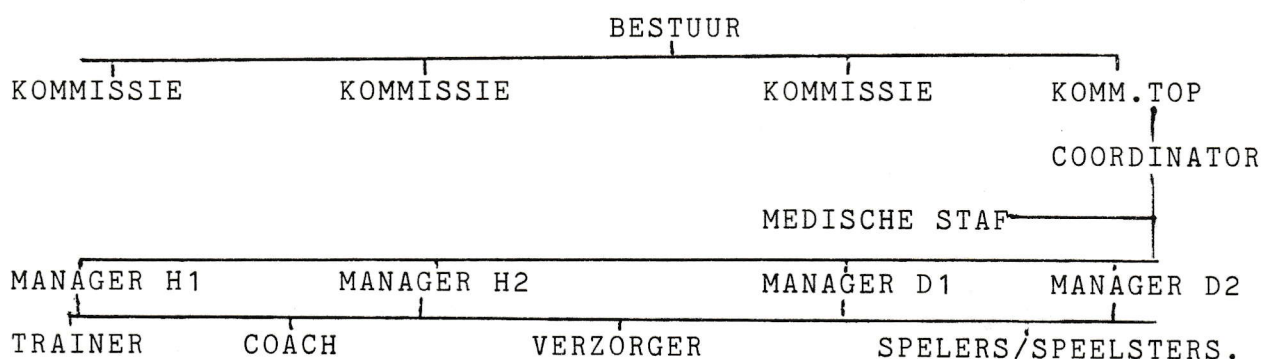 BESTUUR
KOMMISSIE KOMMISSIE KOMMISSIE KOMM.TOP
COORDINATOR
MEDISCHE STAF
MANAGER H1 MANAGER H2 MANAGER D1 MANAGER D2
TRAINER COACH VERZORGER SPELERS/SPEELSTERS.